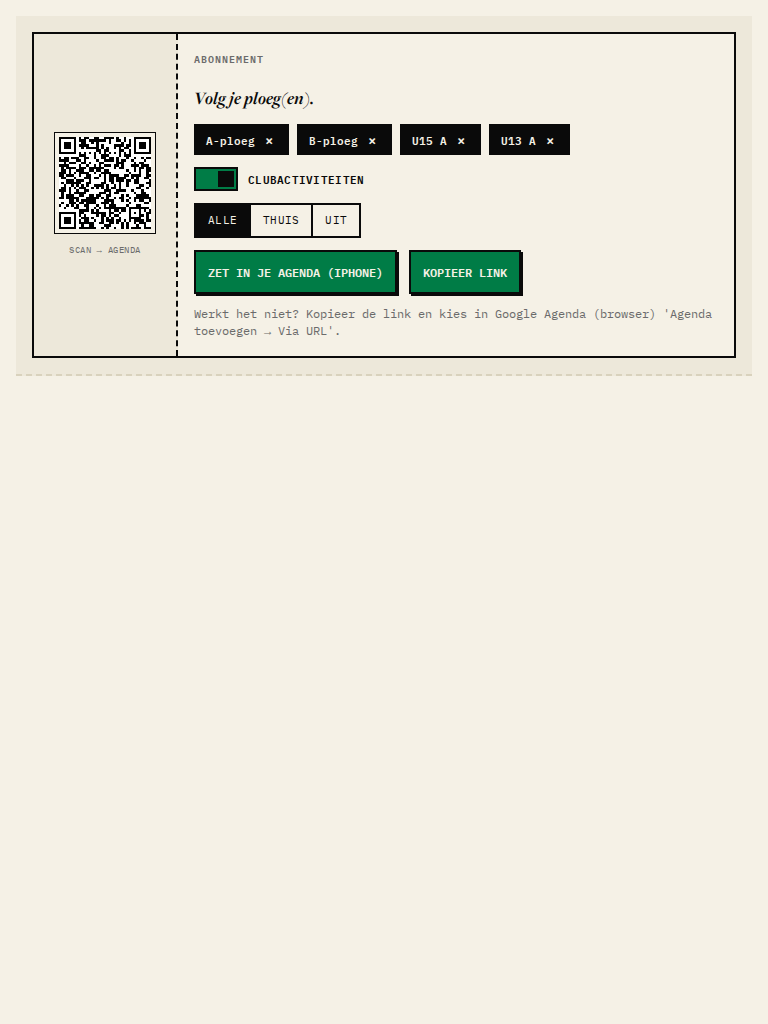 ABONNEMENT
Volg je ploeg(en).
A-ploeg × B-ploeg × U15 A × U13 A ×
CLUBACTIVITEITEN
ALLE THUIS UIT
SCAN → AGENDA
ZET IN JE AGENDA (IPHONE) KOPIEER LINK
Werkt het niet? Kopieer de link en kies in Google Agenda (browser) 'Agenda
toevoegen → Via URL'.